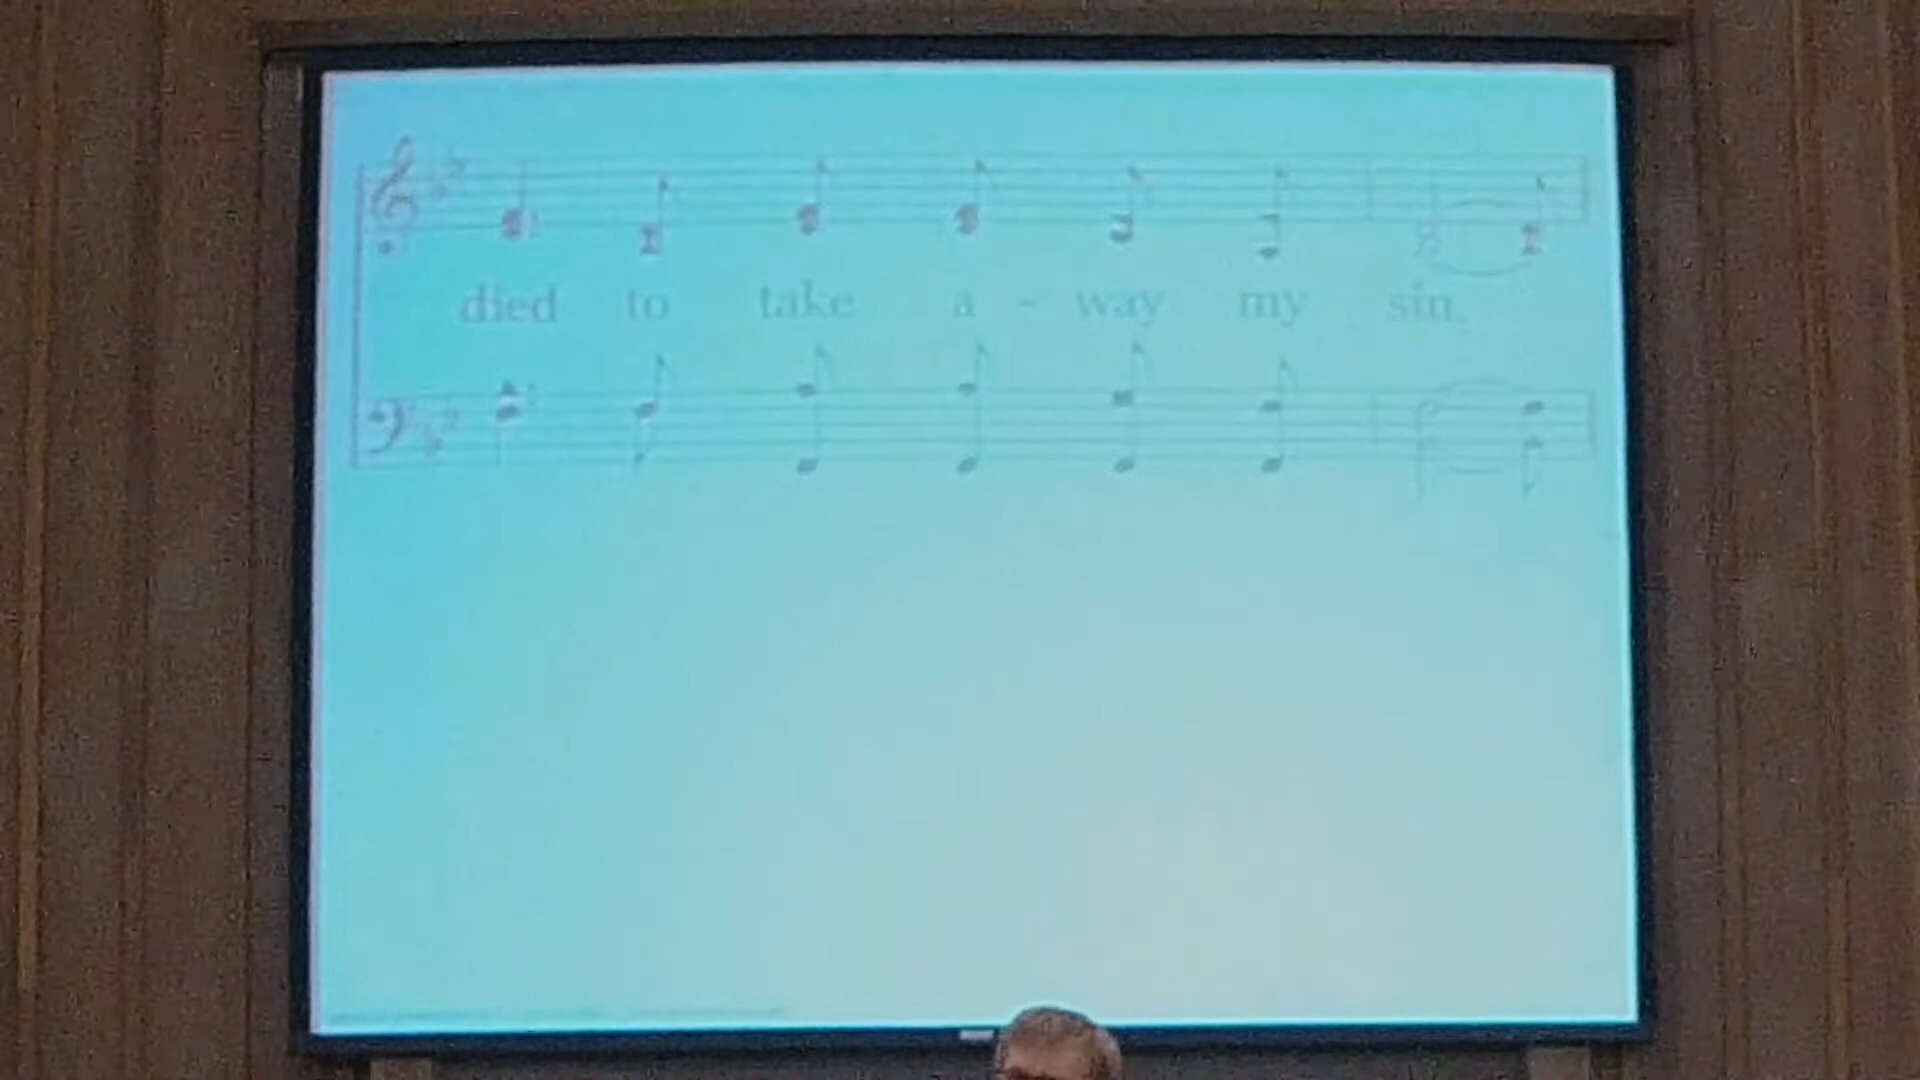 died to take a - way my sin.